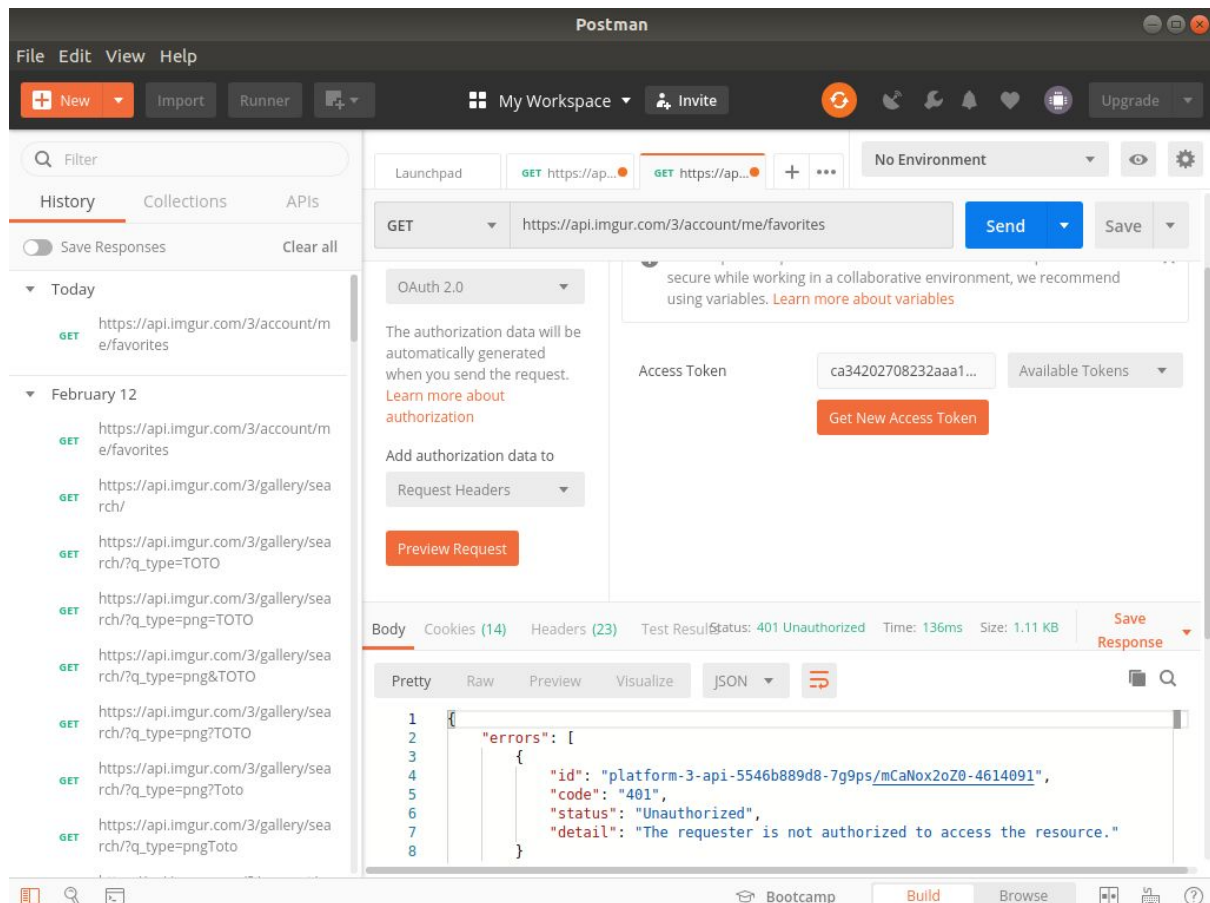 Postman
File Edit View Help
New
Import
Runner
My Workspace
Invite
Upgrade
Filter
History
Collections
APIs
Save Responses
Clear all
Today
GET
https://api.imgur.com/3/account/m
e/favorites
February 12
GET
https://api.imgur.com/3/account/m
e/favorites
GET
https://api.imgur.com/3/gallery/sea
rch/
GET
https://api.imgur.com/3/gallery/sea
rch/?q_type=TOTO
GET
https://api.imgur.com/3/gallery/sea
rch/?q_type=png=TOTO
GET
https://api.imgur.com/3/gallery/sea
rch/?q_type=png&TOTO
GET
https://api.imgur.com/3/gallery/sea
rch/?q_type=png?TOTO
GET
https://api.imgur.com/3/gallery/sea
rch/?q_type=png?Toto
GET
https://api.imgur.com/3/gallery/sea
rch/?q_type=pngToto
Launchpad
GET https://ap...
GET https://ap...
No Environment
GET
https://api.imgur.com/3/account/me/favorites
Send
Save
OAuth 2.0
The authorization data will be
automatically generated
when you send the request.
Learn more about
authorization
Add authorization data to
Request Headers
Preview Request
secure while working in a collaborative environment, we recommend
using variables. Learn more about variables
Access Token
ca34202708232aaa1...
Available Tokens
Get New Access Token
Body
Cookies (14)
Headers (23)
Test Results
Status: 401 Unauthorized
Time: 136ms
Size: 1.11 KB
Save
Response
Pretty
Raw
Preview
Visualize
JSON
1 {
2 "errors": [
3 {
4 "id": "platform-3-api-5546b889d8-7g9ps/mCaNox2oZ0-4614091",
5 "code": "401",
6 "status": "Unauthorized",
7 "detail": "The requester is not authorized to access the resource."
8 }
Bootcamp
Build
Browse